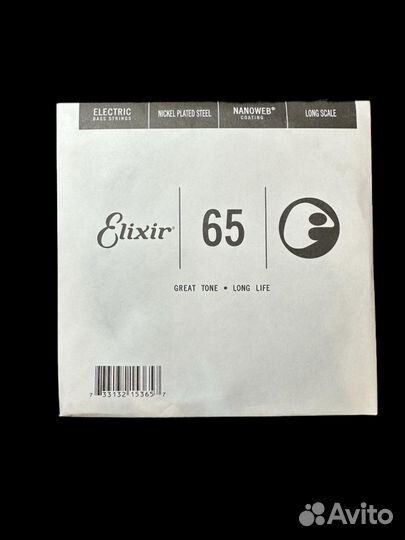 ELECTRIC
BASS STRINGS
NICKEL PLATED STEEL
NANOWEB®
COATING
LONG SCALE
Elixir®
65
GREAT TONE • LONG LIFE
7 33132 15365 7
Avito